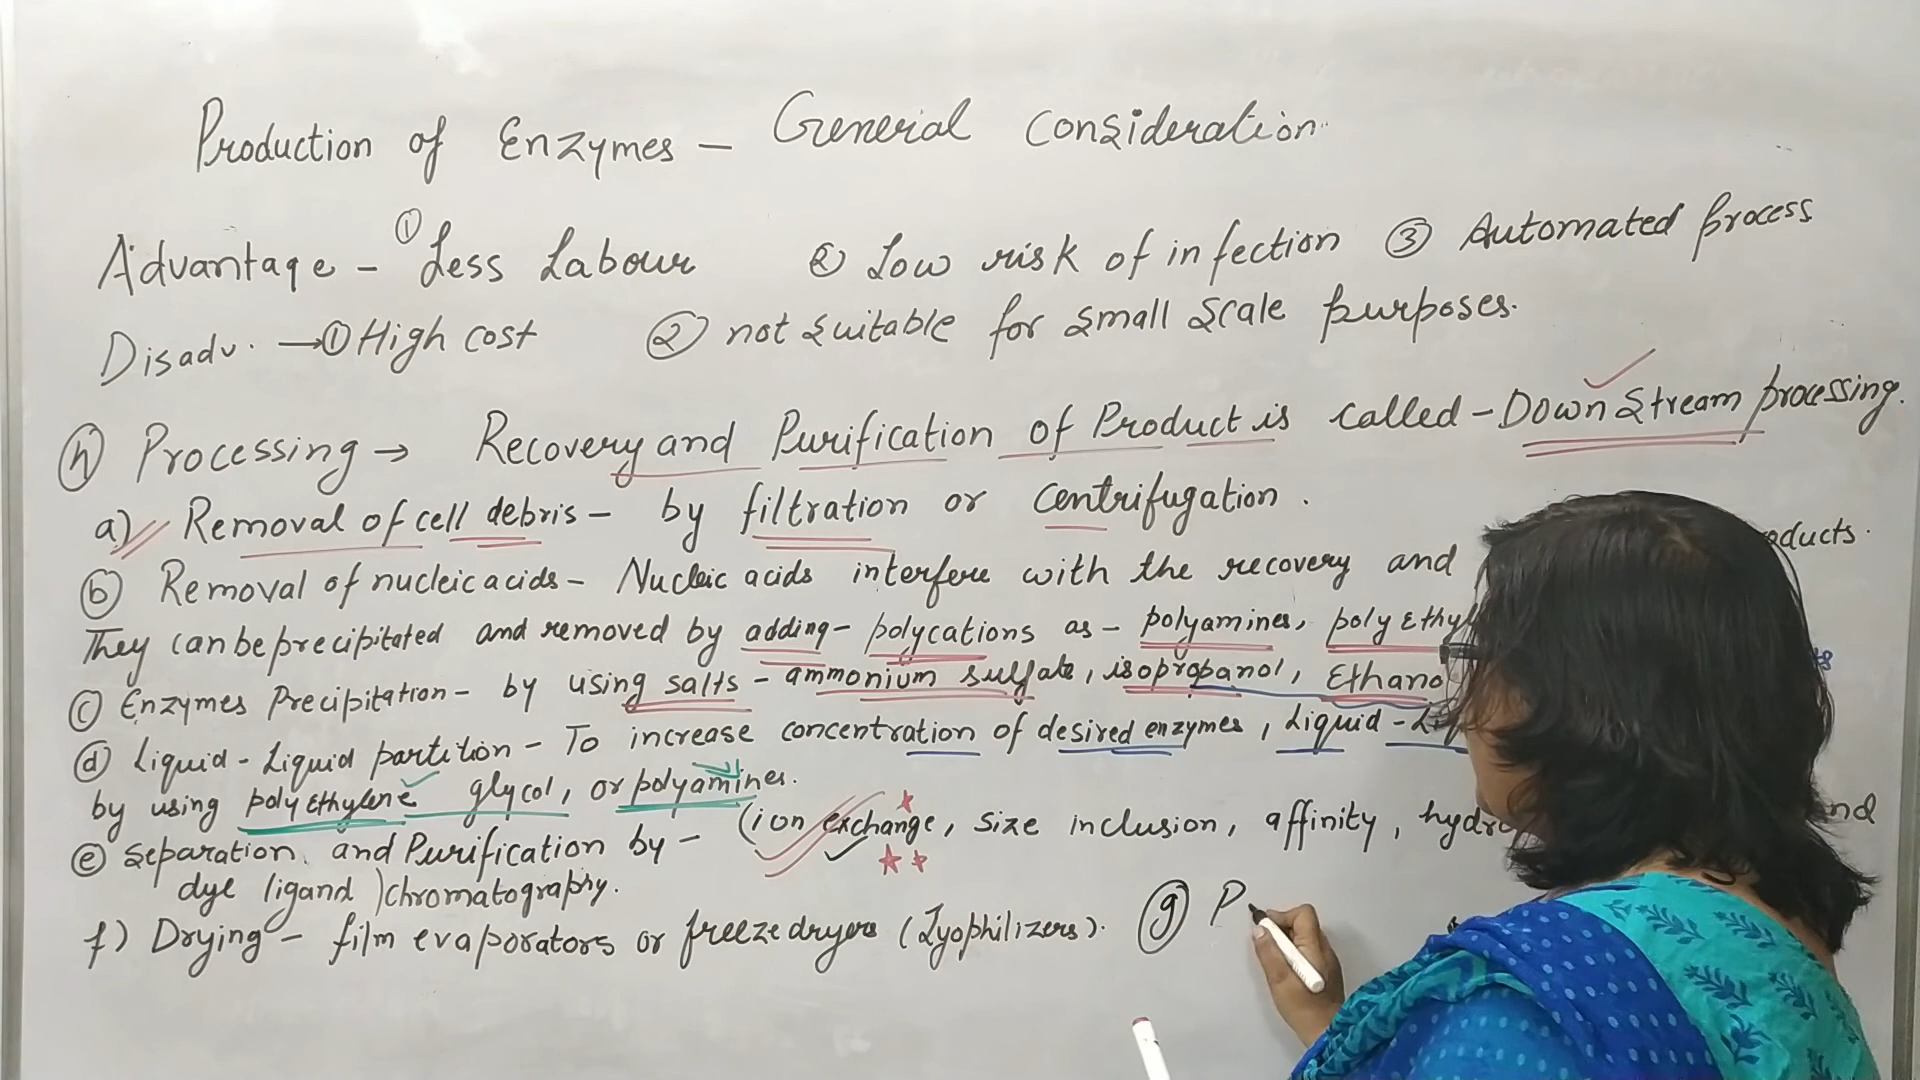 Production of Enzymes – General consideration
Advantage – ① Less Labour ② Low risk of infection ③ Automated process
Disadv. → ① High cost ② not suitable for small scale purposes.
ⓗ Processing → Recovery and Purification of Product is called – Down Stream processing.
a) Removal of cell debris – by filtration or centrifugation.
ⓑ Removal of nucleic acids – Nucleic acids interfere with the recovery and
They can be precipitated and removed by adding – polycations as – polyamines,
ⓒ Enzymes Precipitation – by using salts – ammonium sulfate, isopropanol,
ⓓ Liquid - Liquid partition – To increase concentration of desired enzymes, Liquid -
by using polyethylene glycol, or polyamines.
ⓔ Separation and Purification by – (ion exchange, size inclusion, affinity,
dye ligand) chromatography.
f) Drying – film evaporators or freeze dryers (Lyophilizers). ⓖ P